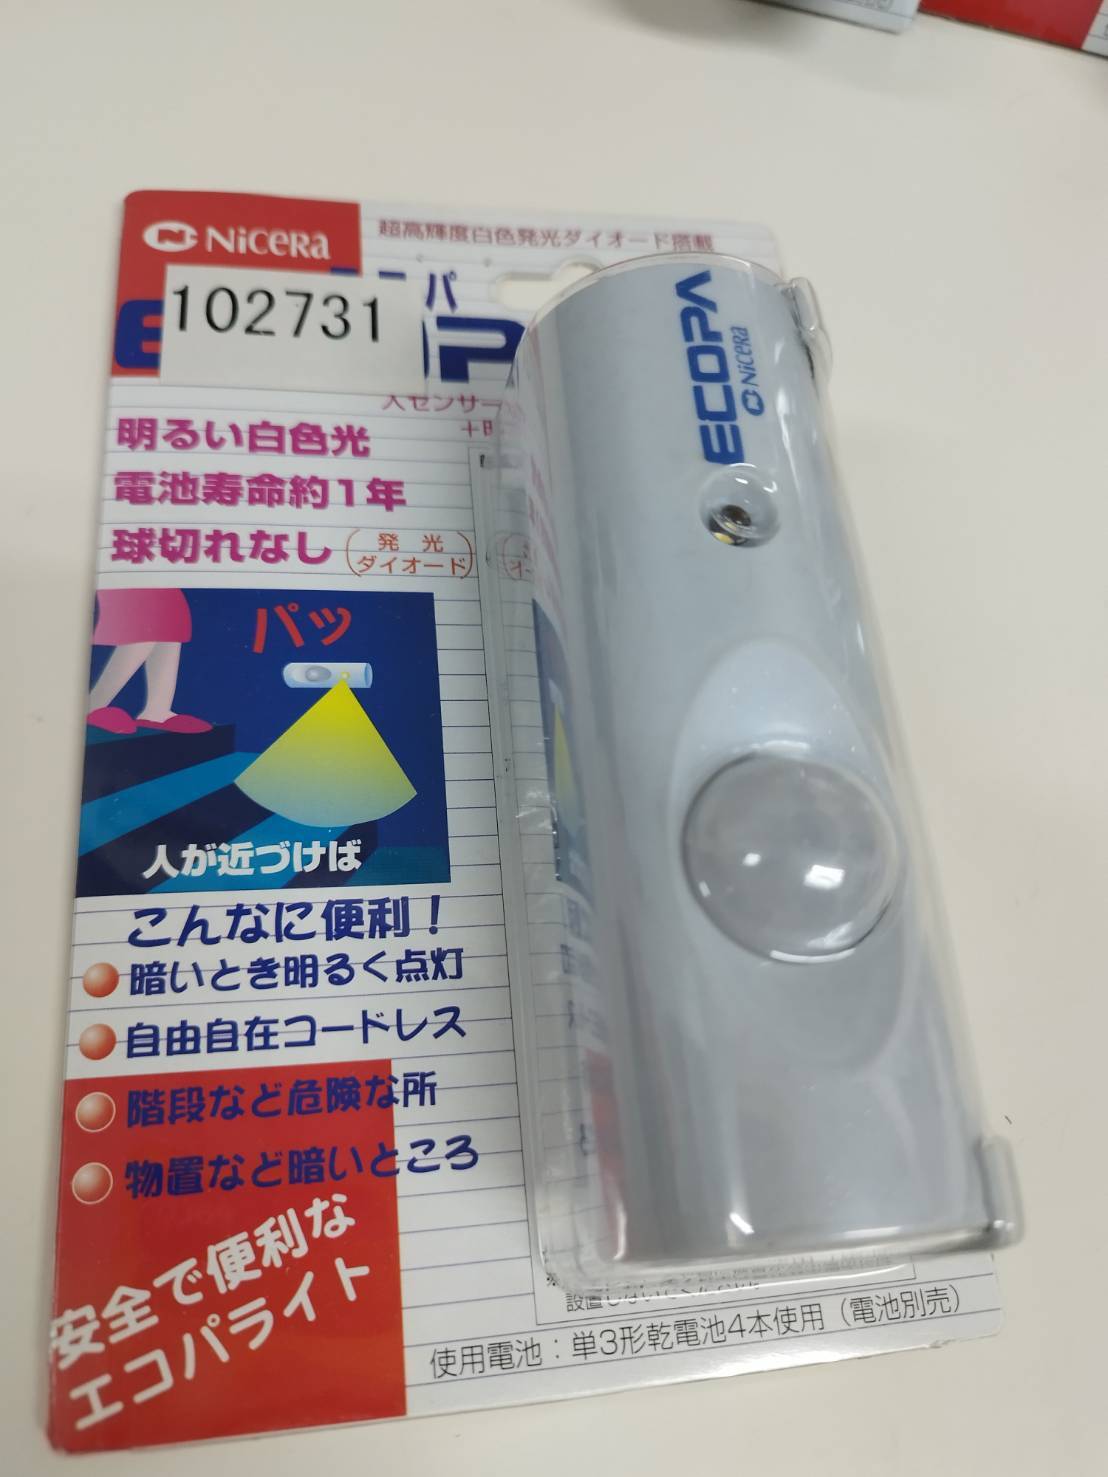 NICERA
超高輝度白色発光ダイオード搭載
102731
パ
人センサー
明るい白色光
電池寿命約1年
球切れなし
発光
ダイオード
パッ
人が近づけば
こんなに便利！
暗いとき明るく点灯
自由自在コードレス
階段など危険な所
物置など暗いところ
安全で便利な
エコパライト
使用電池：単3形乾電池4本使用（電池別売）
ECOPA
NICERA